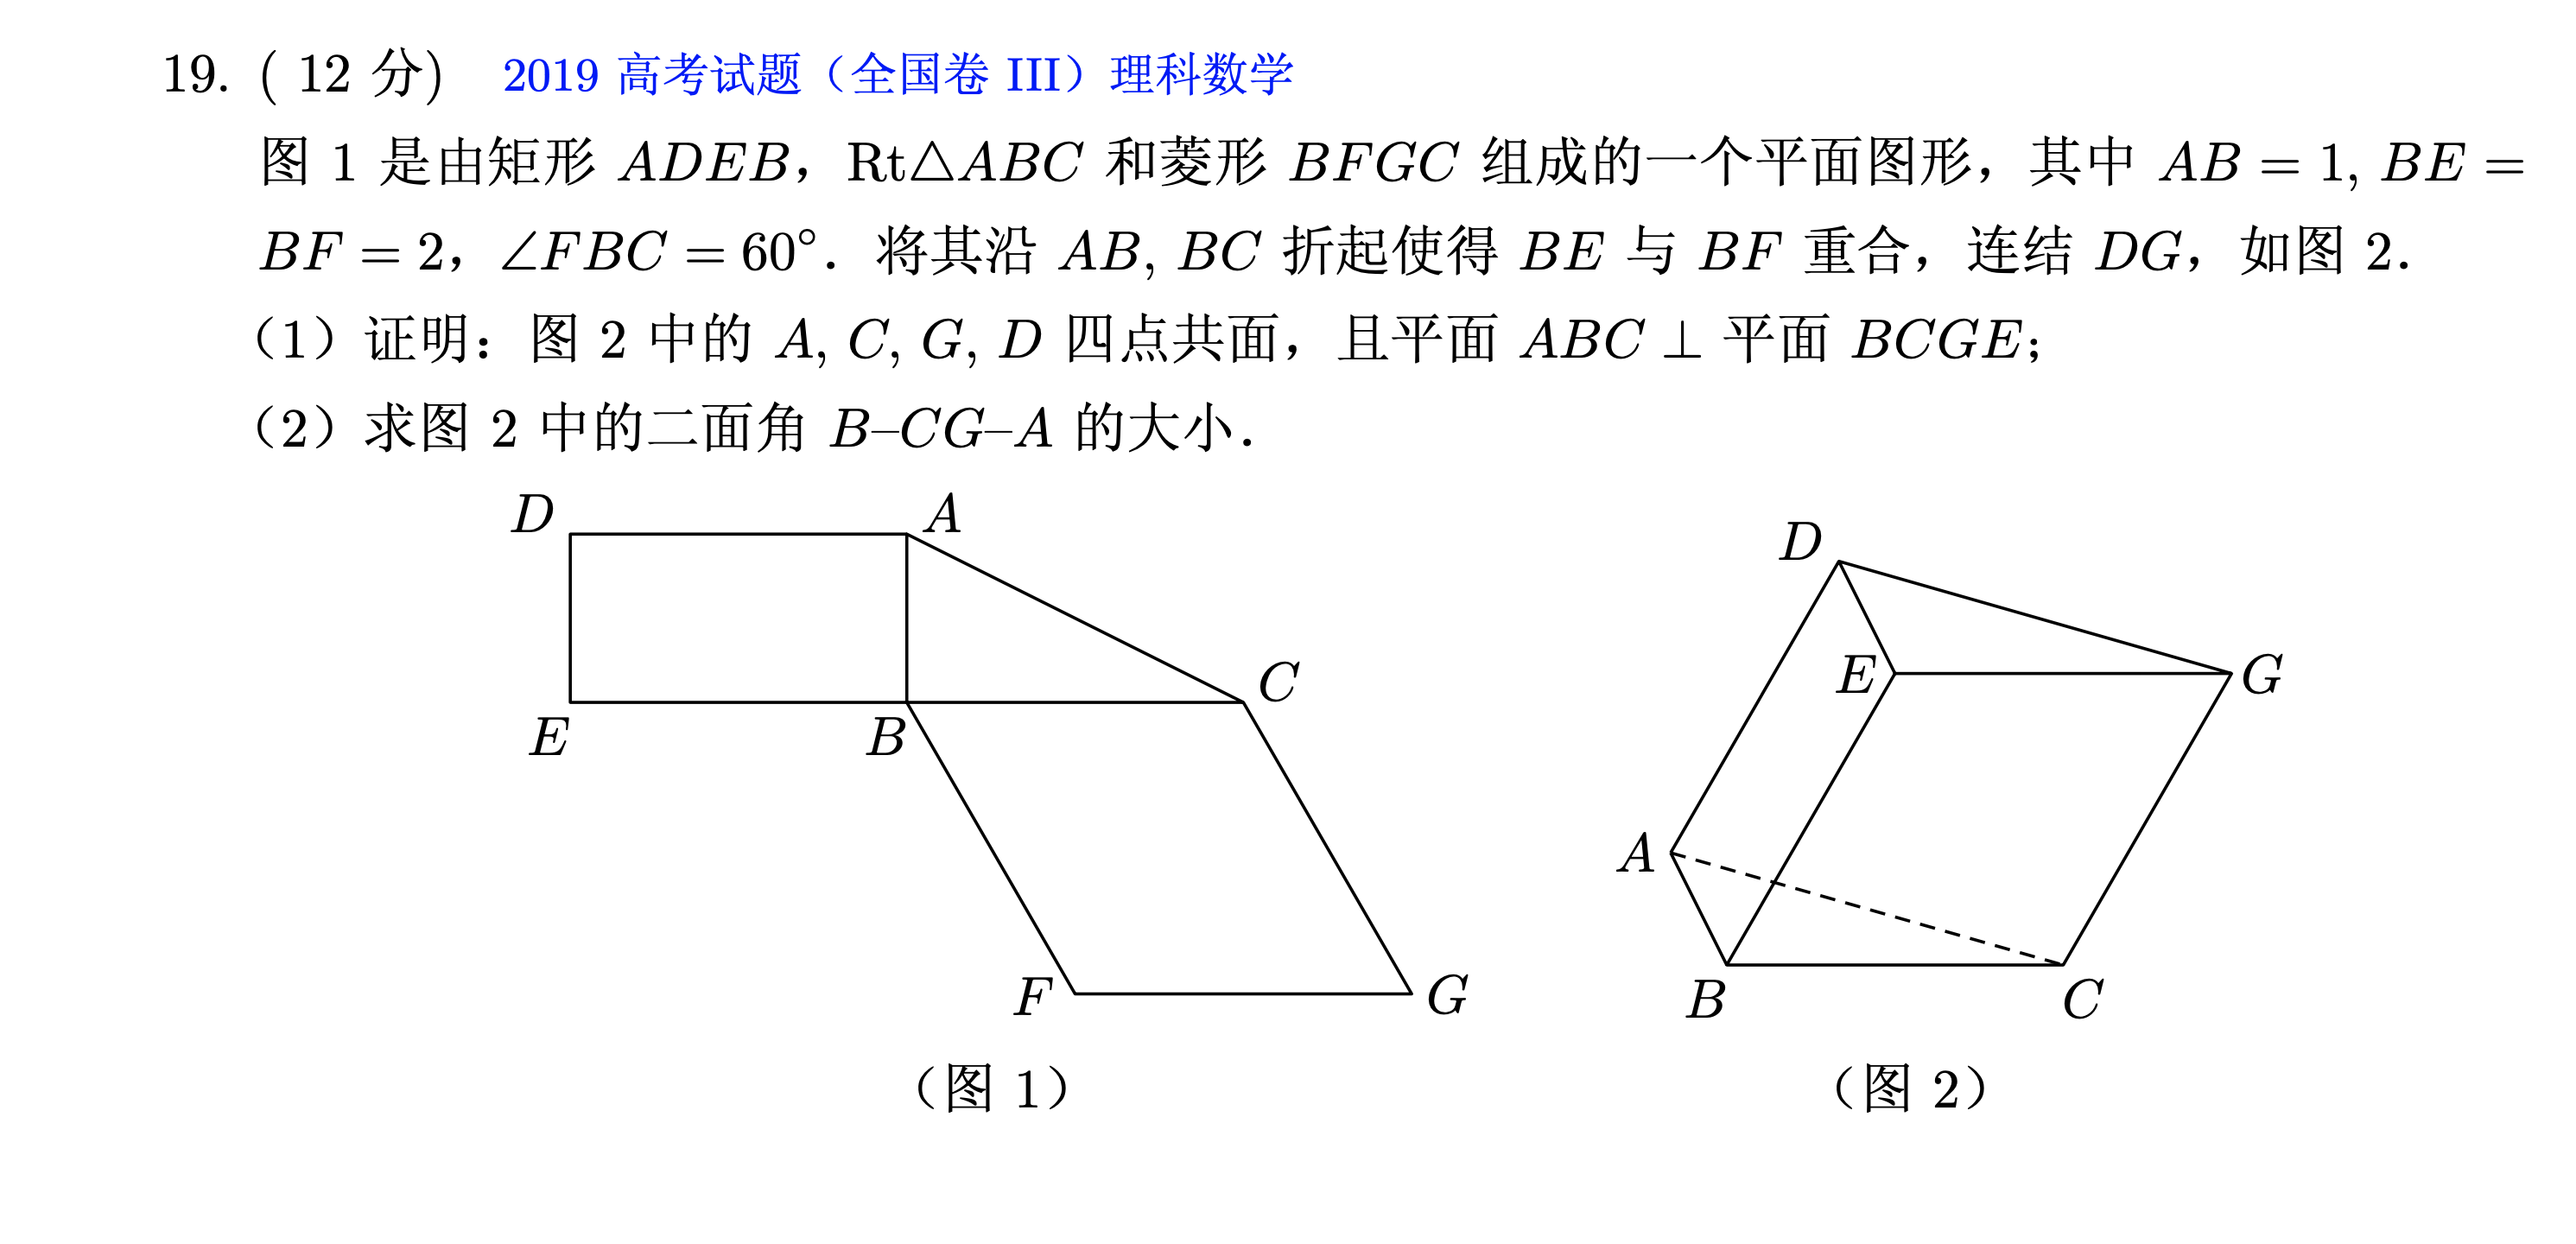 19. ( 12 分) 2019 高考试题（全国卷 III）理科数学
图 1 是由矩形 ADEB，Rt△ABC 和菱形 BFGC 组成的一个平面图形，其中 AB = 1, BE =
BF = 2，∠FBC = 60°．将其沿 AB, BC 折起使得 BE 与 BF 重合，连结 DG，如图 2．
（1）证明：图 2 中的 A, C, G, D 四点共面，且平面 ABC ⊥ 平面 BCGE；
（2）求图 2 中的二面角 B–CG–A 的大小．
D A
E B C
F G
（图 1）
D
E G
A
B C
（图 2）